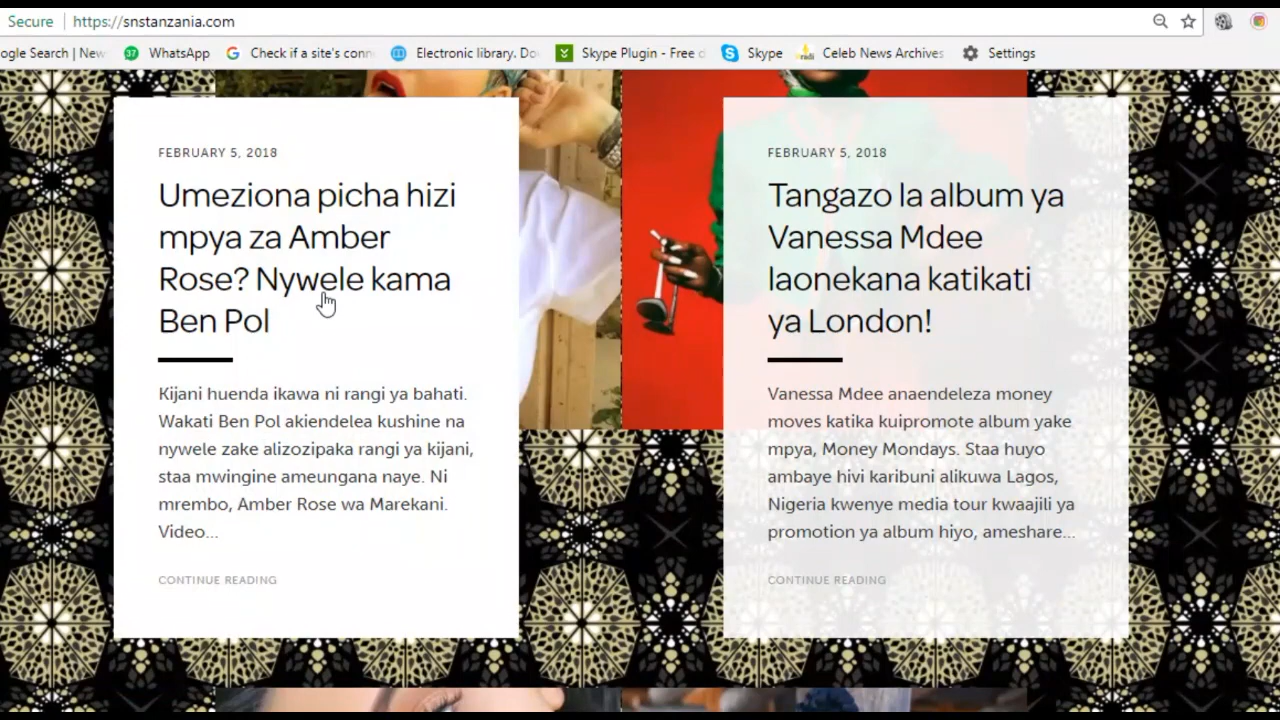 Secure https://snstanzania.com
ogle Search | New 37 WhatsApp G Check if a site's conn Electronic library. Do Skype Plugin - Free d S Skype Celeb News Archives Settings
FEBRUARY 5, 2018
Umeziona picha hizi
mpya za Amber
Rose? Nywele kama
Ben Pol
Kijani huenda ikawa ni rangi ya bahati.
Wakati Ben Pol akiendelea kushine na
nywele zake alizozipaka rangi ya kijani,
staa mwingine ameungana naye. Ni
mrembo, Amber Rose wa Marekani.
Video...
CONTINUE READING
FEBRUARY 5, 2018
Tangazo la album ya
Vanessa Mdee
laonekana katikati
ya London!
Vanessa Mdee anaendeleza money
moves katika kuipromote album yake
mpya, Money Mondays. Staa huyo
ambaye hivi karibuni alikuwa Lagos,
Nigeria kwenye media tour kwaajili ya
promotion ya album hiyo, ameshare...
CONTINUE READING